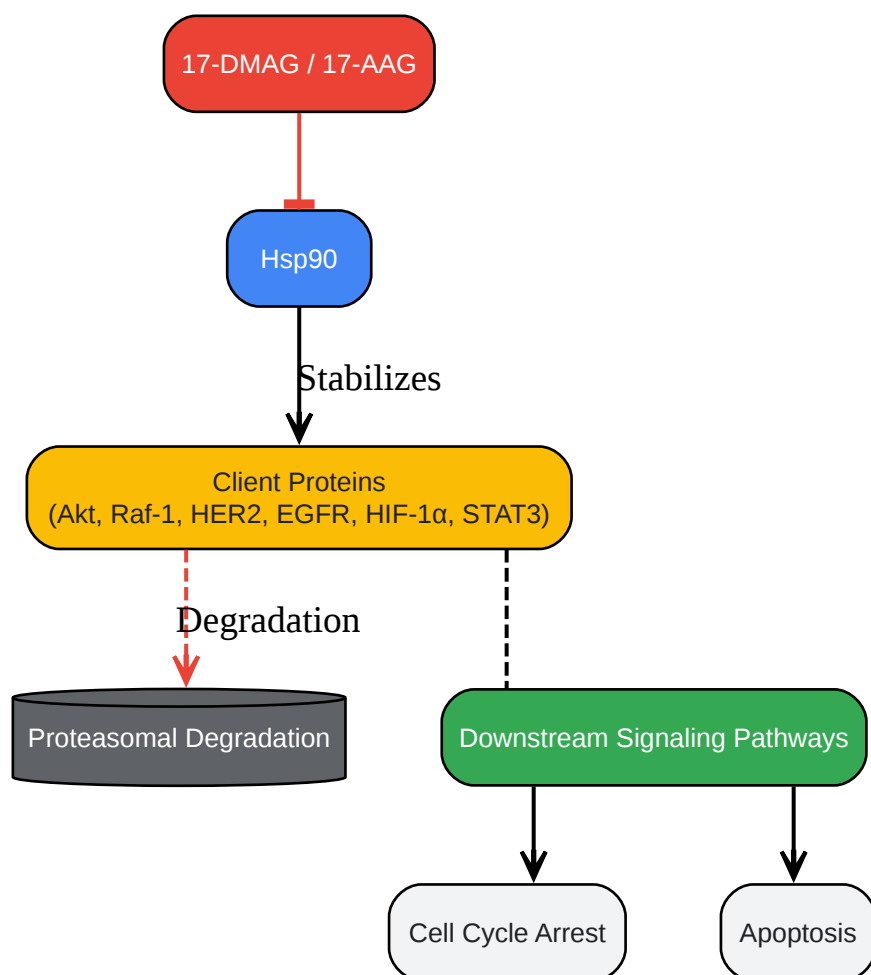 17-DMAG / 17-AAG
Hsp90
Stabilizes
Client Proteins
(Akt, Raf-1, HER2, EGFR, HIF-1α, STAT3)
Degradation
Proteasomal Degradation
Downstream Signaling Pathways
Cell Cycle Arrest
Apoptosis